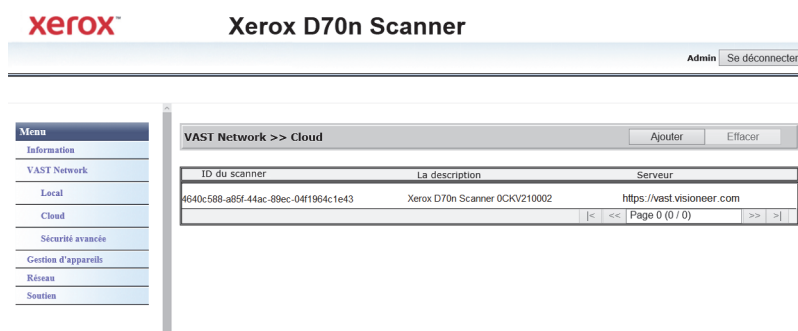 xerox™
Xerox D70n Scanner
Admin Se déconnecter
Menu
Information
VAST Network
Local
Cloud
Sécurité avancée
Gestion d'appareils
Réseau
Soutien
VAST Network >> Cloud
Ajouter Effacer
ID du scanner La description Serveur
4640c588-a85f-44ac-89ec-04f1964c1e43 Xerox D70n Scanner 0CKV210002 https://vast.visioneer.com
|< << Page 0 (0 / 0) >> >|